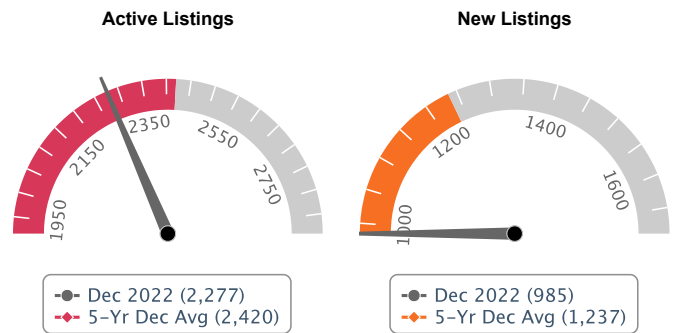 Active Listings
1950
2150
2350
2550
2750
Dec 2022 (2,277)
5-Yr Dec Avg (2,420)
New Listings
1000
1200
1400
1600
Dec 2022 (985)
5-Yr Dec Avg (1,237)